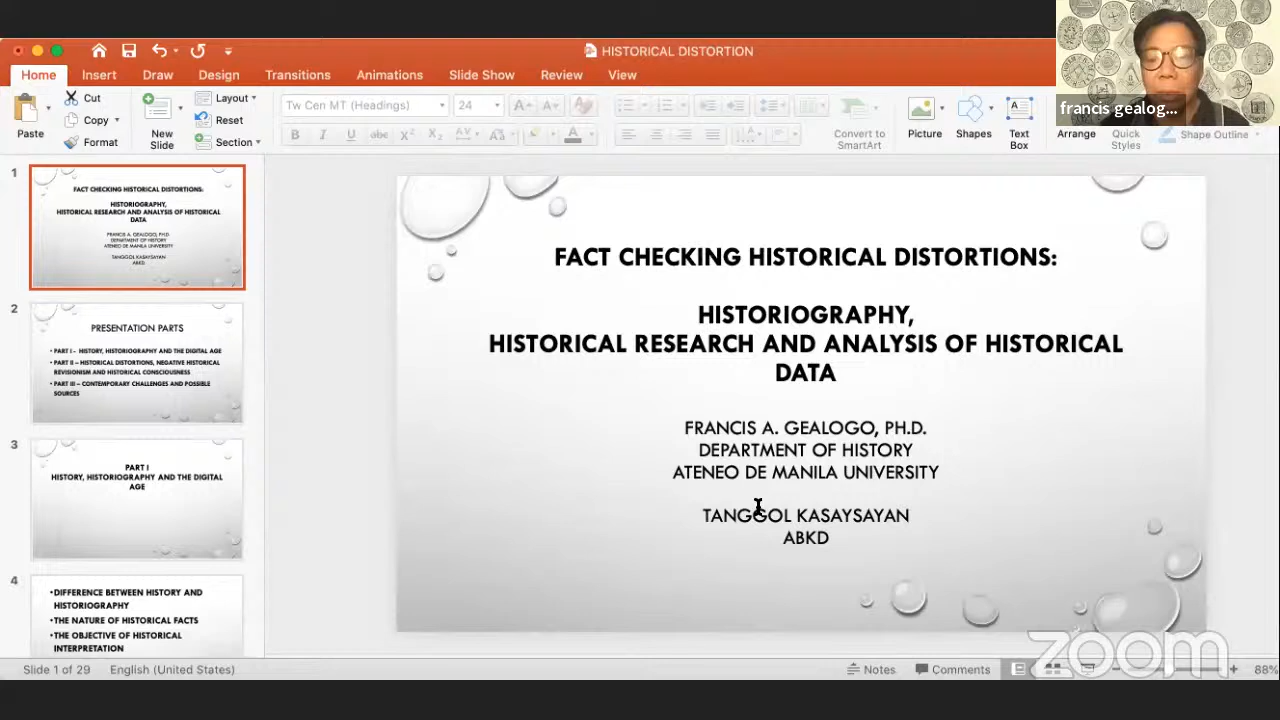 HISTORICAL DISTORTION
Home Insert Draw Design Transitions Animations Slide Show Review View
francis gealog...
Paste
Cut
Copy
Format
New Slide
Layout
Reset
Section
Tw Cen MT (Headings) 24
Convert to SmartArt
Picture
Shapes
Text Box
Arrange
Quick Styles
Shape Outline
1
FACT CHECKING HISTORICAL DISTORTIONS:
HISTORIOGRAPHY,
HISTORICAL RESEARCH AND ANALYSIS OF HISTORICAL
DATA
FRANCIS A. GEALOGO, PH.D.
DEPARTMENT OF HISTORY
ATENEO DE MANILA UNIVERSITY
TANGGOL KASAYSAYAN
ABKD
2
PRESENTATION PARTS
• PART I - HISTORY, HISTORIOGRAPHY AND THE DIGITAL AGE
• PART II – HISTORICAL DISTORTIONS, NEGATIVE HISTORICAL
REVISIONISM AND HISTORICAL CONSCIOUSNESS
• PART III – CONTEMPORARY CHALLENGES AND POSSIBLE
SOURCES
3
PART I
HISTORY, HISTORIOGRAPHY AND THE DIGITAL
AGE
4
•DIFFERENCE BETWEEN HISTORY AND
HISTORIOGRAPHY
•THE NATURE OF HISTORICAL FACTS
•THE OBJECTIVE OF HISTORICAL
INTERPRETATION
FACT CHECKING HISTORICAL DISTORTIONS:
HISTORIOGRAPHY,
HISTORICAL RESEARCH AND ANALYSIS OF HISTORICAL
DATA
FRANCIS A. GEALOGO, PH.D.
DEPARTMENT OF HISTORY
ATENEO DE MANILA UNIVERSITY
TANGGOL KASAYSAYAN
ABKD
zoom
Slide 1 of 29 English (United States) Notes Comments 88%